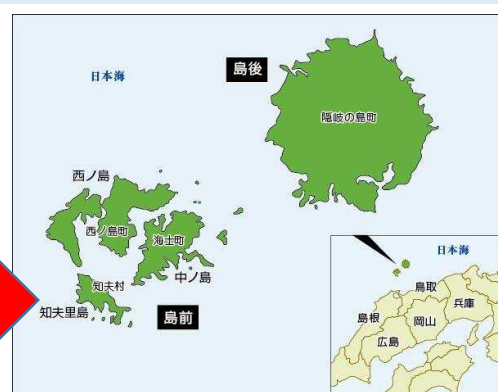 日本海
島後
隠岐の島町
西ノ島
西ノ島町
海士町
中ノ島
知夫村
知夫里島
島前
日本海
鳥取
兵庫
島根
岡山
広島